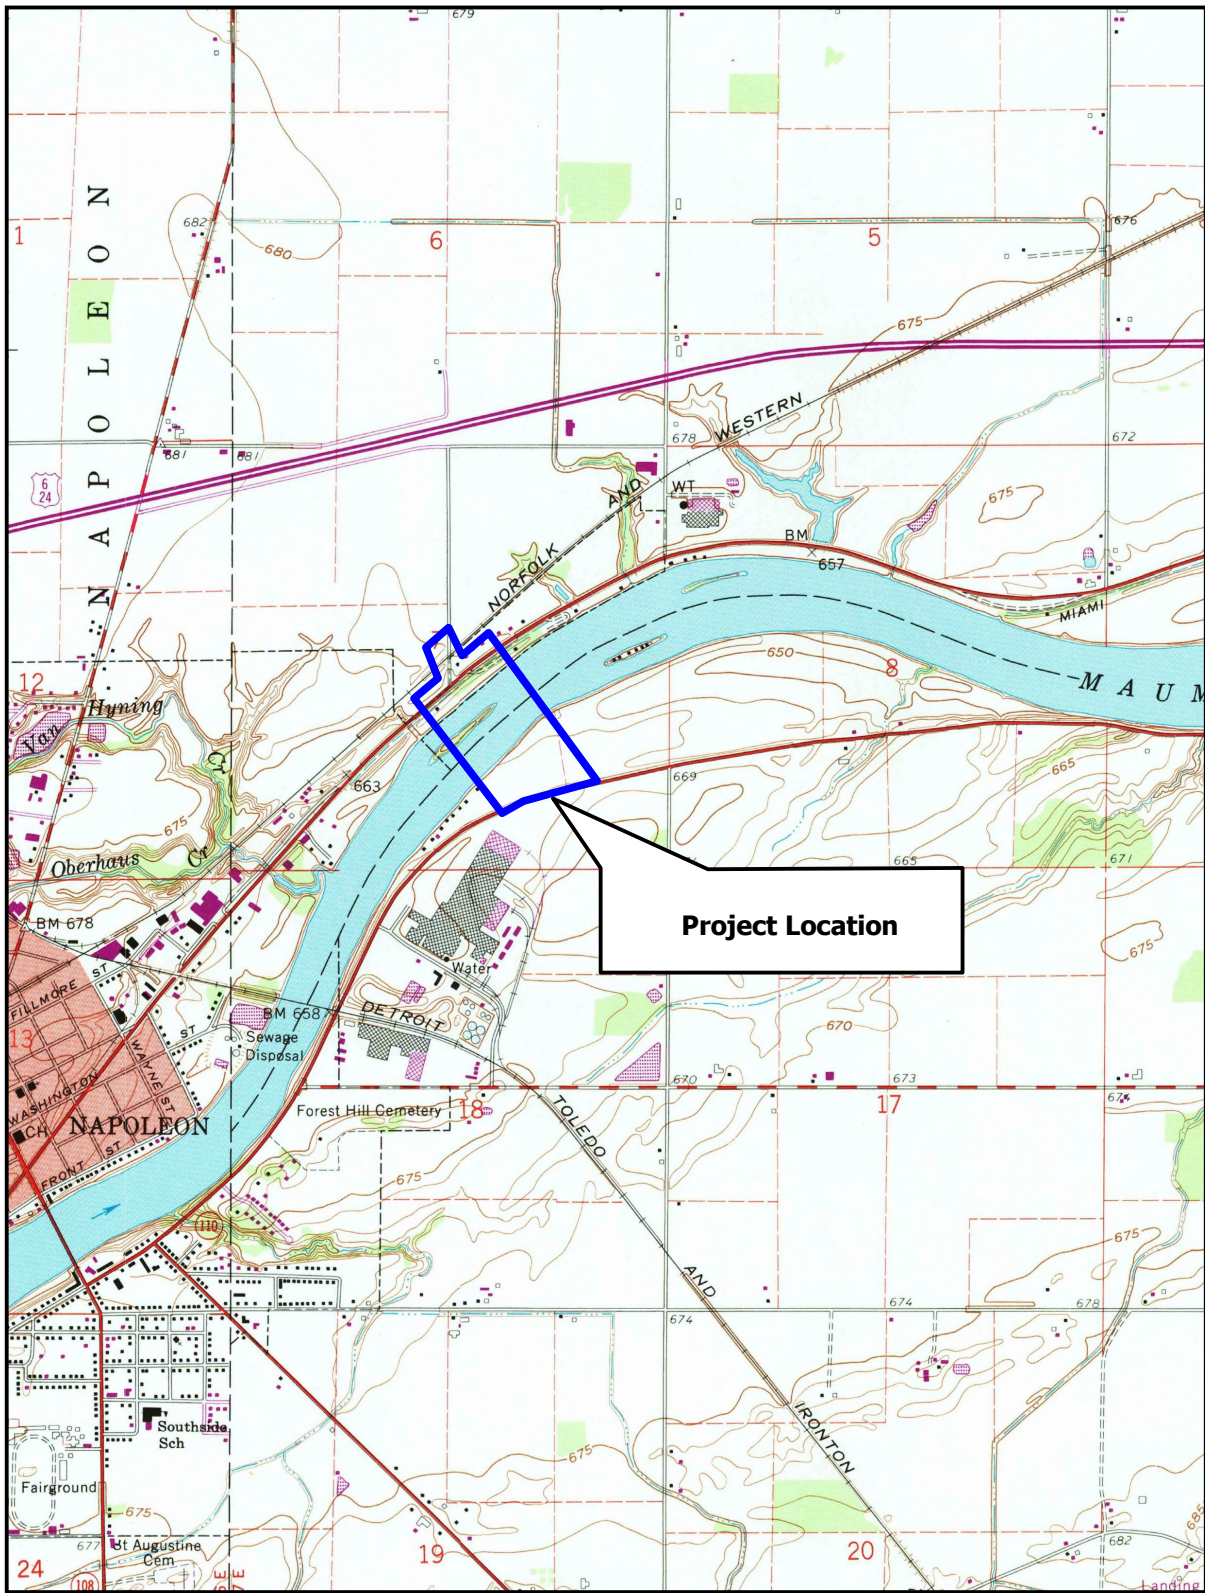 679
NAPOLEON
1
682
680
6
5
676
675
6
24
681
681
678
WESTERN
AND
NORFOLK
WT
672
675
BM
657
MIAMI
12
Hyning
Van
Cr
650
8
MAUM
663
669
665
675
Oberhaus
Cr
665
671
Project Location
BM 678
675
Water
FILLMORE
ST
13
BM 658
DETROIT
ST
Sewage
Disposal
670
WAYNE ST
WASHINGTON
CH
NAPOLEON
FRONT ST
Forest Hill Cemetery
18
670
673
17
TOLEDO
675
110
675
AND
674
674
678
IRONTON
Southside
Sch
Fairground
675
675
677
St Augustine
Cem
19
20
682
685
24
108
6 E
7 E
Landing